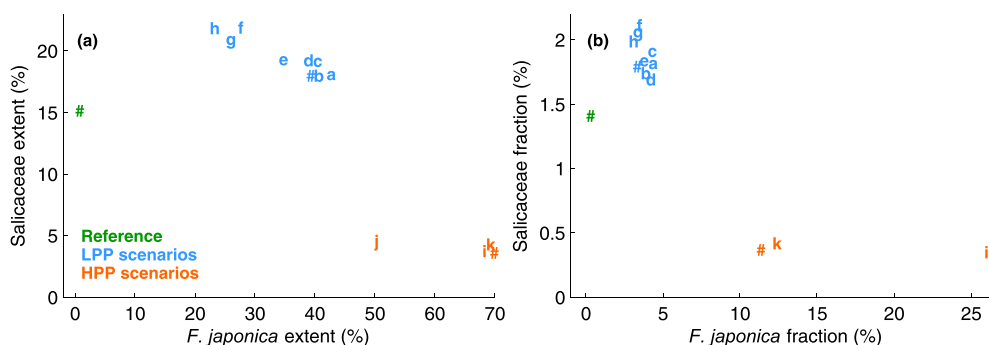 (a)
20
15
10
5
0
Salicaceae extent (%)
h f
g
e
d c
# b a
#
j
k
i #
Reference
LPP scenarios
HPP scenarios
0 10 20 30 40 50 60 70
F. japonica extent (%)
(b)
2
1.5
1
0.5
0
Salicaceae fraction (%)
f
g
h
c
e a
#
b
d
#
# k
i
0 5 10 15 20 25
F. japonica fraction (%)